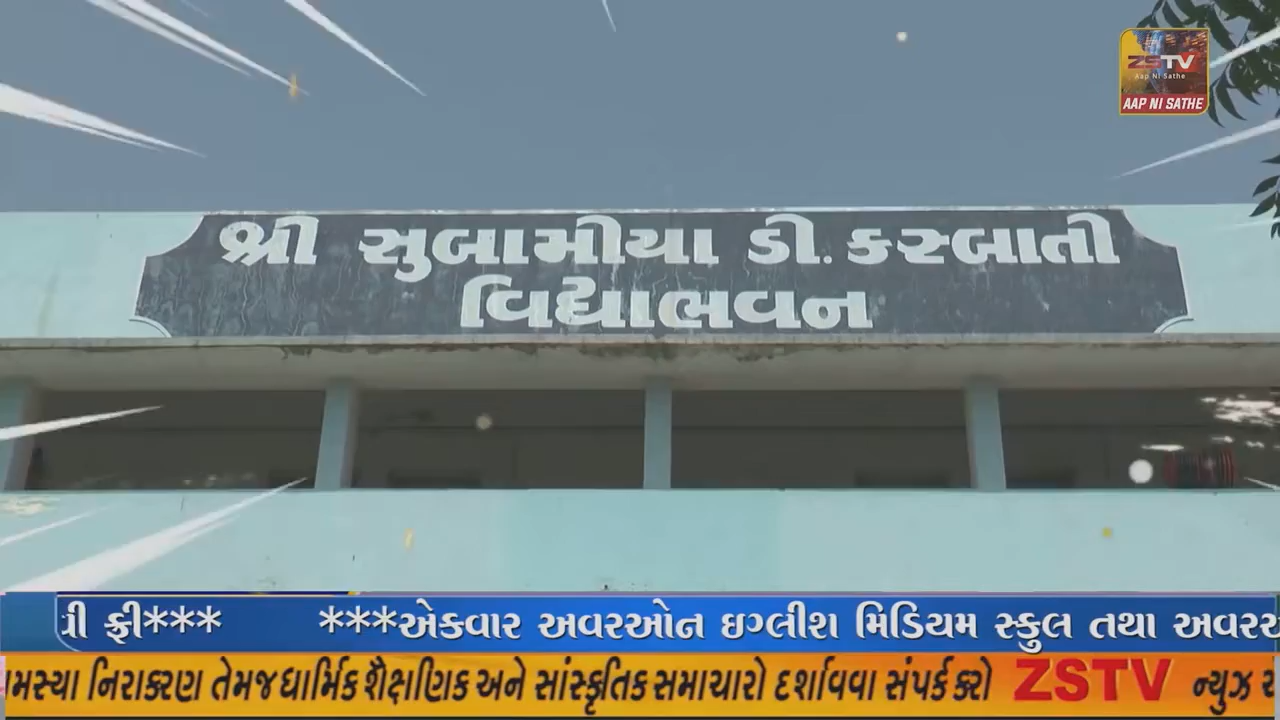 ZSTV
Aap Ni Sathe
AAP NI SATHE
શ્રી સુબામીયા ડી. કરબાતી
વિદ્યાભવન
ત્રી ફ્રી*** ***એકવાર અવરઓન ઇગ્લીશ મિડિયમ સ્કુલ તથા
નિરાકરણ તેમજ ધાર્મિક શૈક્ષણિક અને સાંસ્કૃતિક સમાચારો દર્શાવવા સંપર્ક કરો ZSTV ન્યુઝ